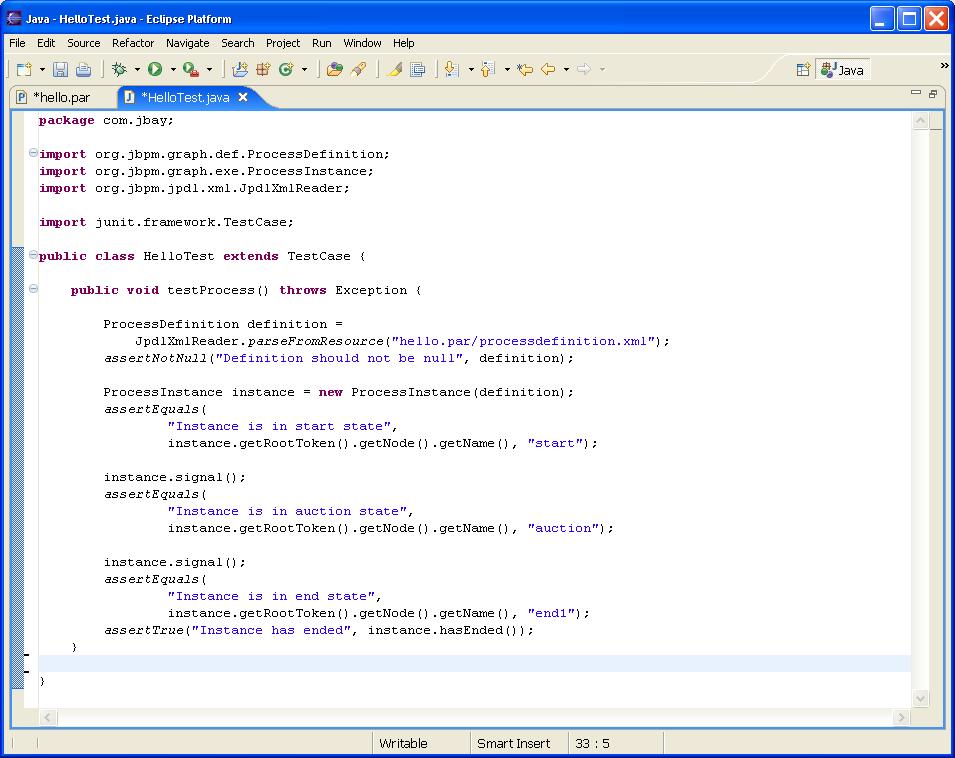 Java - HelloTest.java - Eclipse Platform
File Edit Source Refactor Navigate Search Project Run Window Help
Java »
*hello.par *HelloTest.java
package com.jbay;
import org.jbpm.graph.def.ProcessDefinition;
import org.jbpm.graph.exe.ProcessInstance;
import org.jbpm.jpdl.xml.JpdlXmlReader;
import junit.framework.TestCase;
public class HelloTest extends TestCase {
public void testProcess() throws Exception {
ProcessDefinition definition =
JpdlXmlReader.parseFromResource("hello.par/processdefinition.xml");
assertNotNull("Definition should not be null", definition);
ProcessInstance instance = new ProcessInstance(definition);
assertEquals(
"Instance is in start state",
instance.getRootToken().getNode().getName(), "start");
instance.signal();
assertEquals(
"Instance is in auction state",
instance.getRootToken().getNode().getName(), "auction");
instance.signal();
assertEquals(
"Instance is in end state",
instance.getRootToken().getNode().getName(), "end1");
assertTrue("Instance has ended", instance.hasEnded());
}
}
Writable Smart Insert 33 : 5